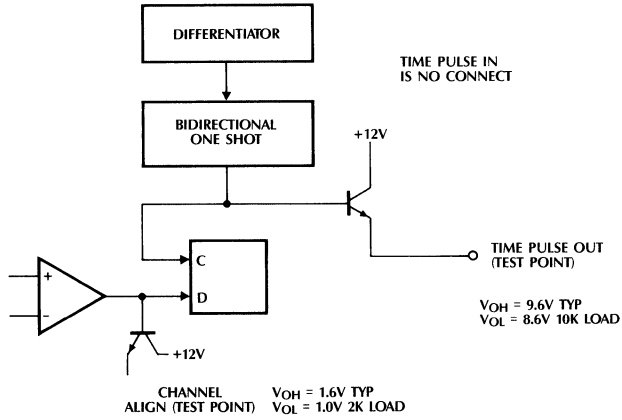 DIFFERENTIATOR
TIME PULSE IN
IS NO CONNECT
BIDIRECTIONAL
ONE SHOT
+12V
C
D
+
−
TIME PULSE OUT
(TEST POINT)
VOH = 9.6V TYP
VOL = 8.6V 10K LOAD
+12V
CHANNEL
ALIGN (TEST POINT)
VOH = 1.6V TYP
VOL = 1.0V 2K LOAD